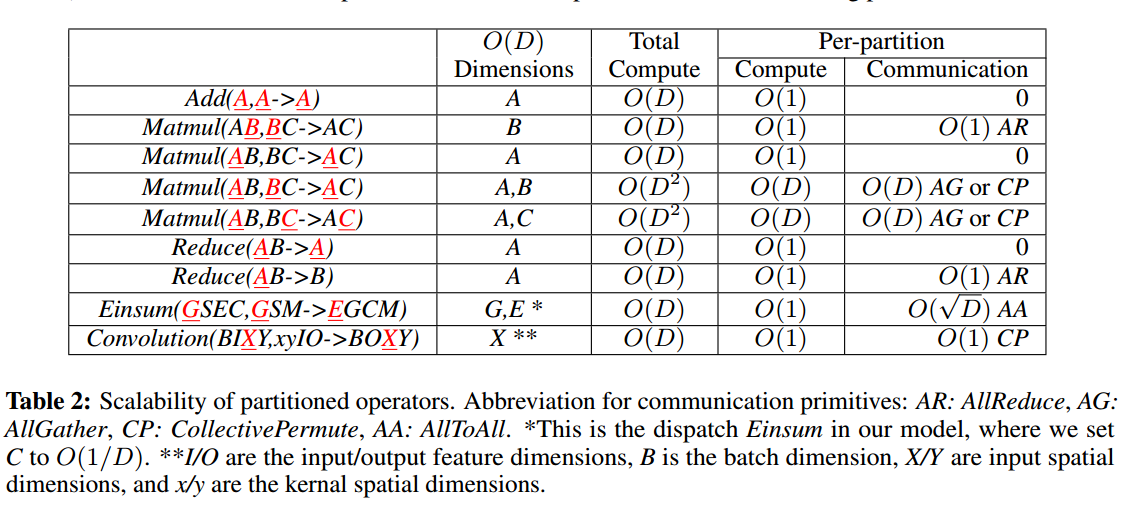 O(D) Total Per-partition
Dimensions Compute Compute Communication
Add(A,A->A) A O(D) O(1) 0
Matmul(AB,BC->AC) B O(D) O(1) O(1) AR
Matmul(AB,BC->AC) A O(D) O(1) 0
Matmul(AB,BC->AC) A,B O(D²) O(D) O(D) AG or CP
Matmul(AB,BC->AC) A,C O(D²) O(D) O(D) AG or CP
Reduce(AB->A) A O(D) O(1) 0
Reduce(AB->B) A O(D) O(1) O(1) AR
Einsum(GSEC,GSM->EGCM) G,E * O(D) O(1) O(√D) AA
Convolution(BIXY,xyIO->BOXY) X ** O(D) O(1) O(1) CP
Table 2: Scalability of partitioned operators. Abbreviation for communication primitives: AR: AllReduce, AG:
AllGather, CP: CollectivePermute, AA: AllToAll. *This is the dispatch Einsum in our model, where we set
C to O(1/D). **I/O are the input/output feature dimensions, B is the batch dimension, X/Y are input spatial
dimensions, and x/y are the kernal spatial dimensions.